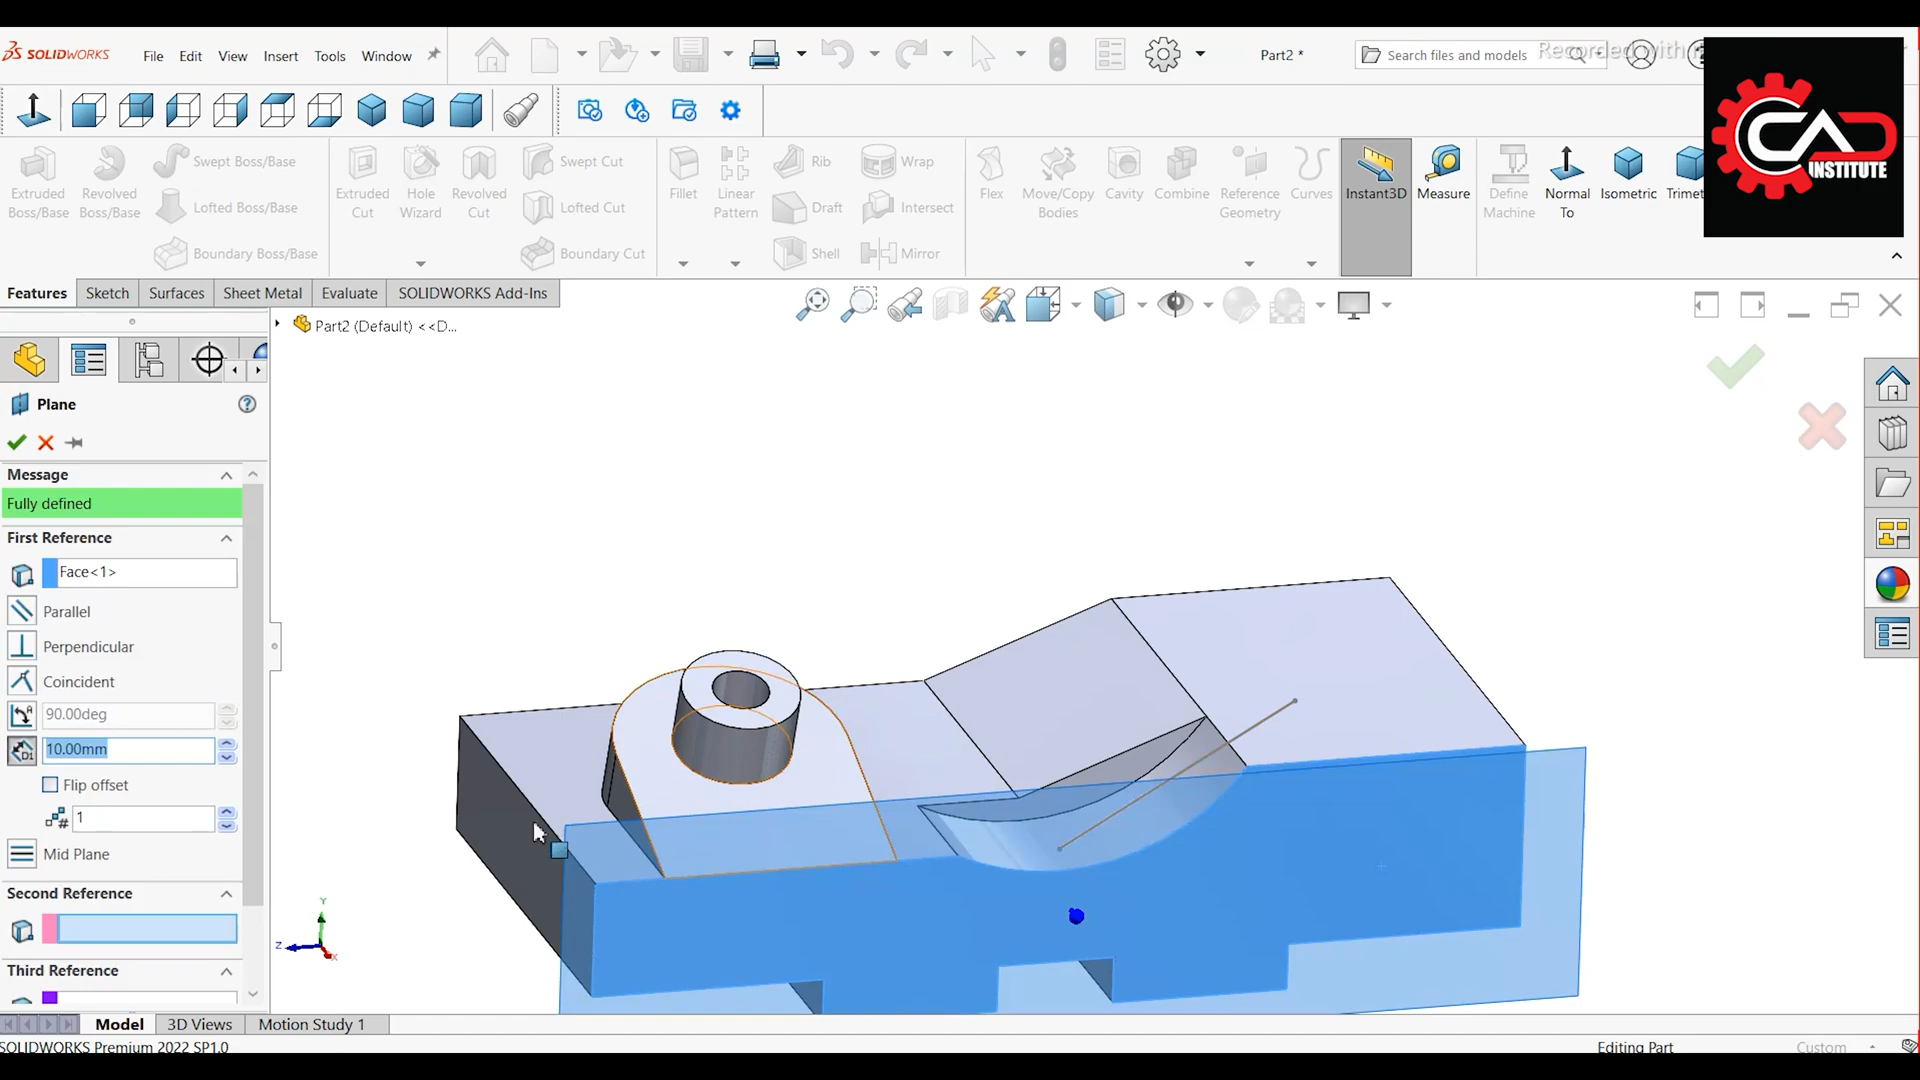 SOLIDWORKS File Edit View Insert Tools Window Part2 * Search files and models Recorded with
CAD
INSTITUTE
Extruded Boss/Base
Revolved Boss/Base
Swept Boss/Base
Lofted Boss/Base
Boundary Boss/Base
Extruded Cut
Hole Wizard
Revolved Cut
Swept Cut
Lofted Cut
Boundary Cut
Fillet
Linear Pattern
Rib
Draft
Shell
Wrap
Intersect
Mirror
Flex
Move/Copy Bodies
Cavity
Combine
Reference Geometry
Curves
Instant3D
Measure
Define Machine
Normal To
Isometric
Trimet
Features Sketch Surfaces Sheet Metal Evaluate SOLIDWORKS Add-Ins
Part2 (Default) <<D...
Plane
Message
Fully defined
First Reference
Face<1>
Parallel
Perpendicular
Coincident
90.00deg
10.00mm
Flip offset
1
Mid Plane
Second Reference
Third Reference
Y
Z
X
Model 3D Views Motion Study 1
SOLIDWORKS Premium 2022 SP1.0 Editing Part Custom